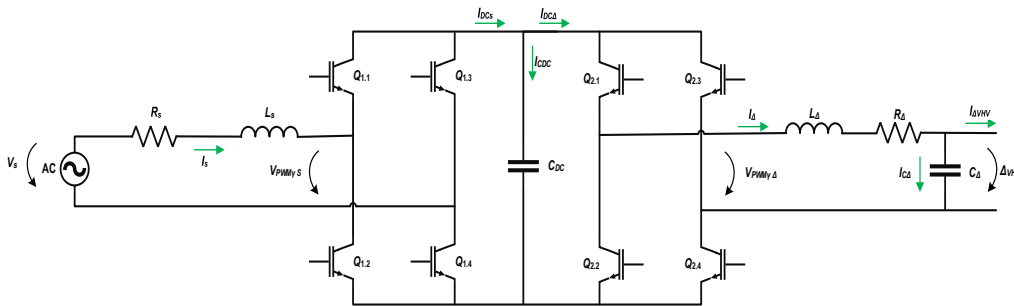 I_DCs I_DCΔ
Q_1.1 Q_1.3 I_CDC Q_2.1 Q_2.3
R_s L_s I_Δ L_Δ R_Δ I_ΔVHV
V_s AC I_s V_PWMγ S C_DC V_PWMγ Δ I_CΔ C_Δ Δ_VH
Q_1.2 Q_1.4 Q_2.2 Q_2.4